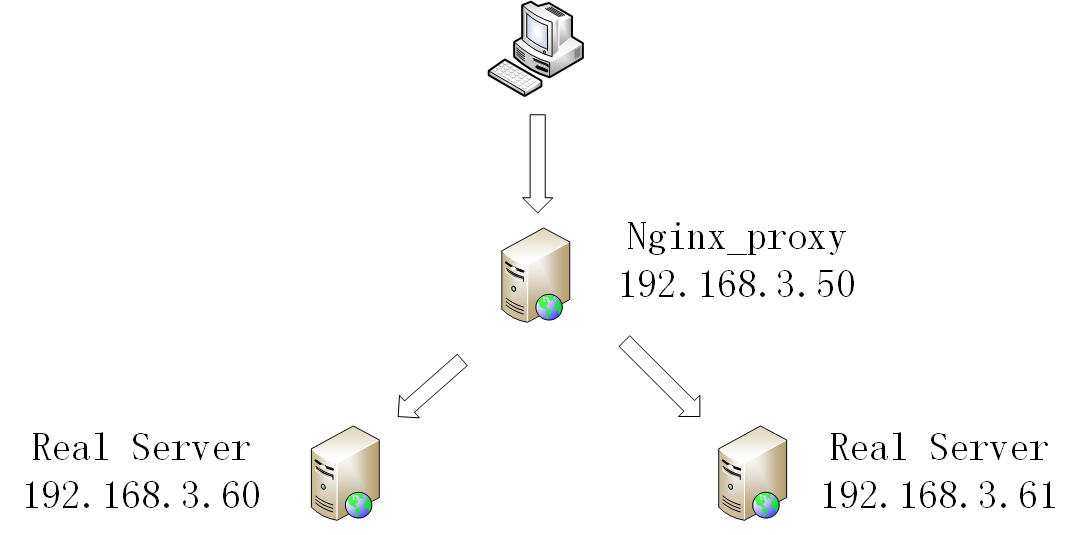 Nginx_proxy
192.168.3.50
Real Server
192.168.3.60
Real Server
192.168.3.61